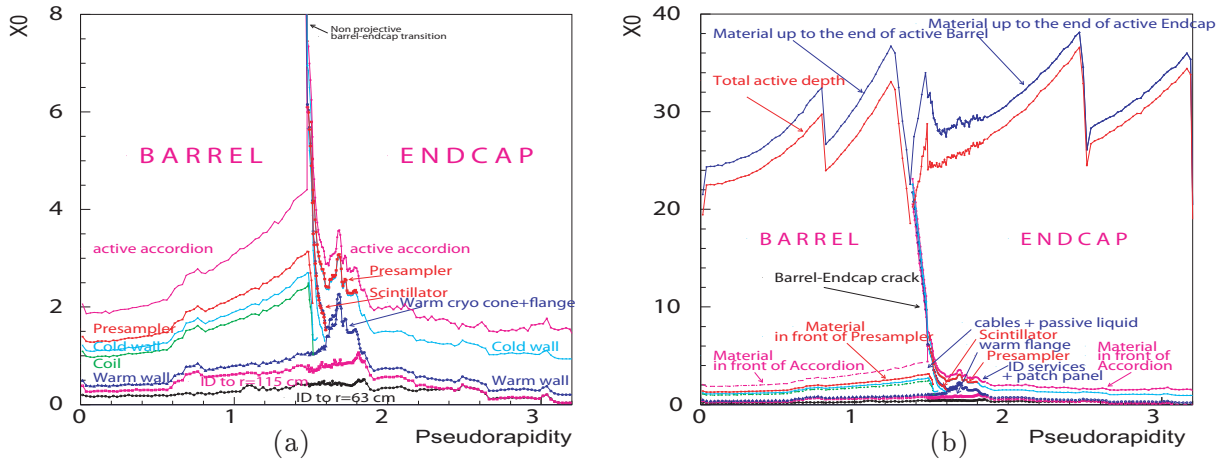 X0
8
6
4
2
0
Non projective
barrel-endcap transition
BARREL
ENDCAP
active accordion
active accordion
Presampler
Scintillator
Warm cryo cone+flange
Presampler
Cold wall
Cold wall
Coil
Warm wall
ID to r=115 cm
Warm wall
ID to r=63 cm
0
1
2
3
Pseudorapidity
(a)
X0
40
30
20
10
0
Material up to the end of active Barrel
Material up to the end of active Endcap
Total active depth
BARREL
ENDCAP
Barrel-Endcap crack
cables + passive liquid
Material
in front of Presampler
Scintillator
warm flange
Presampler
ID services
+ patch panel
Material
in front of Accordion
Material
in front of
Accordion
0
1
2
3
Pseudorapidity
(b)